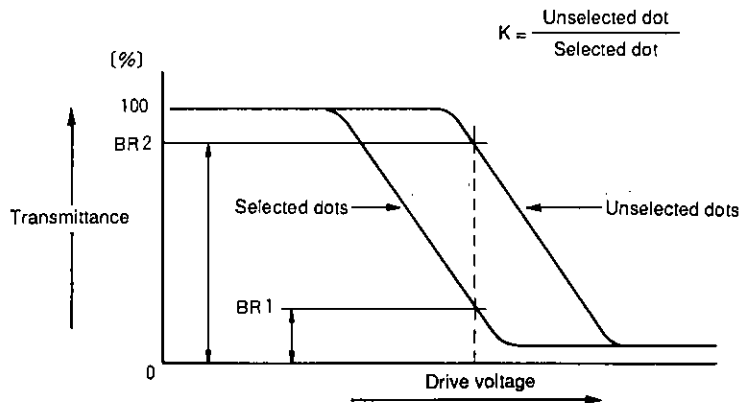 K = Unselected dot
Selected dot
[%]
100
BR2
Transmittance
Selected dots
Unselected dots
BR1
0
Drive voltage